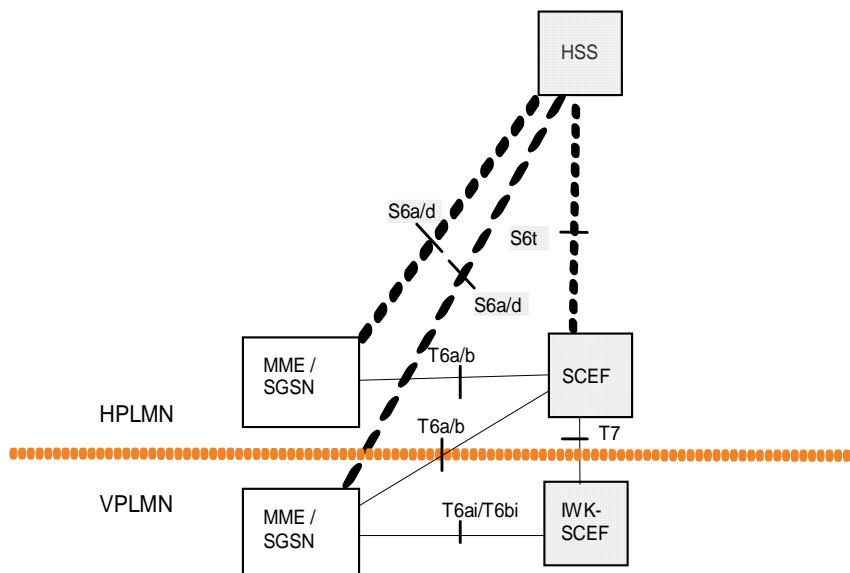 HSS
S6a/d
S6t
S6a/d
MME /
SGSN
T6a/b
SCEF
HPLMN
T6a/b
T7
VPLMN
MME /
SGSN
T6ai/T6bi
IWK-
SCEF